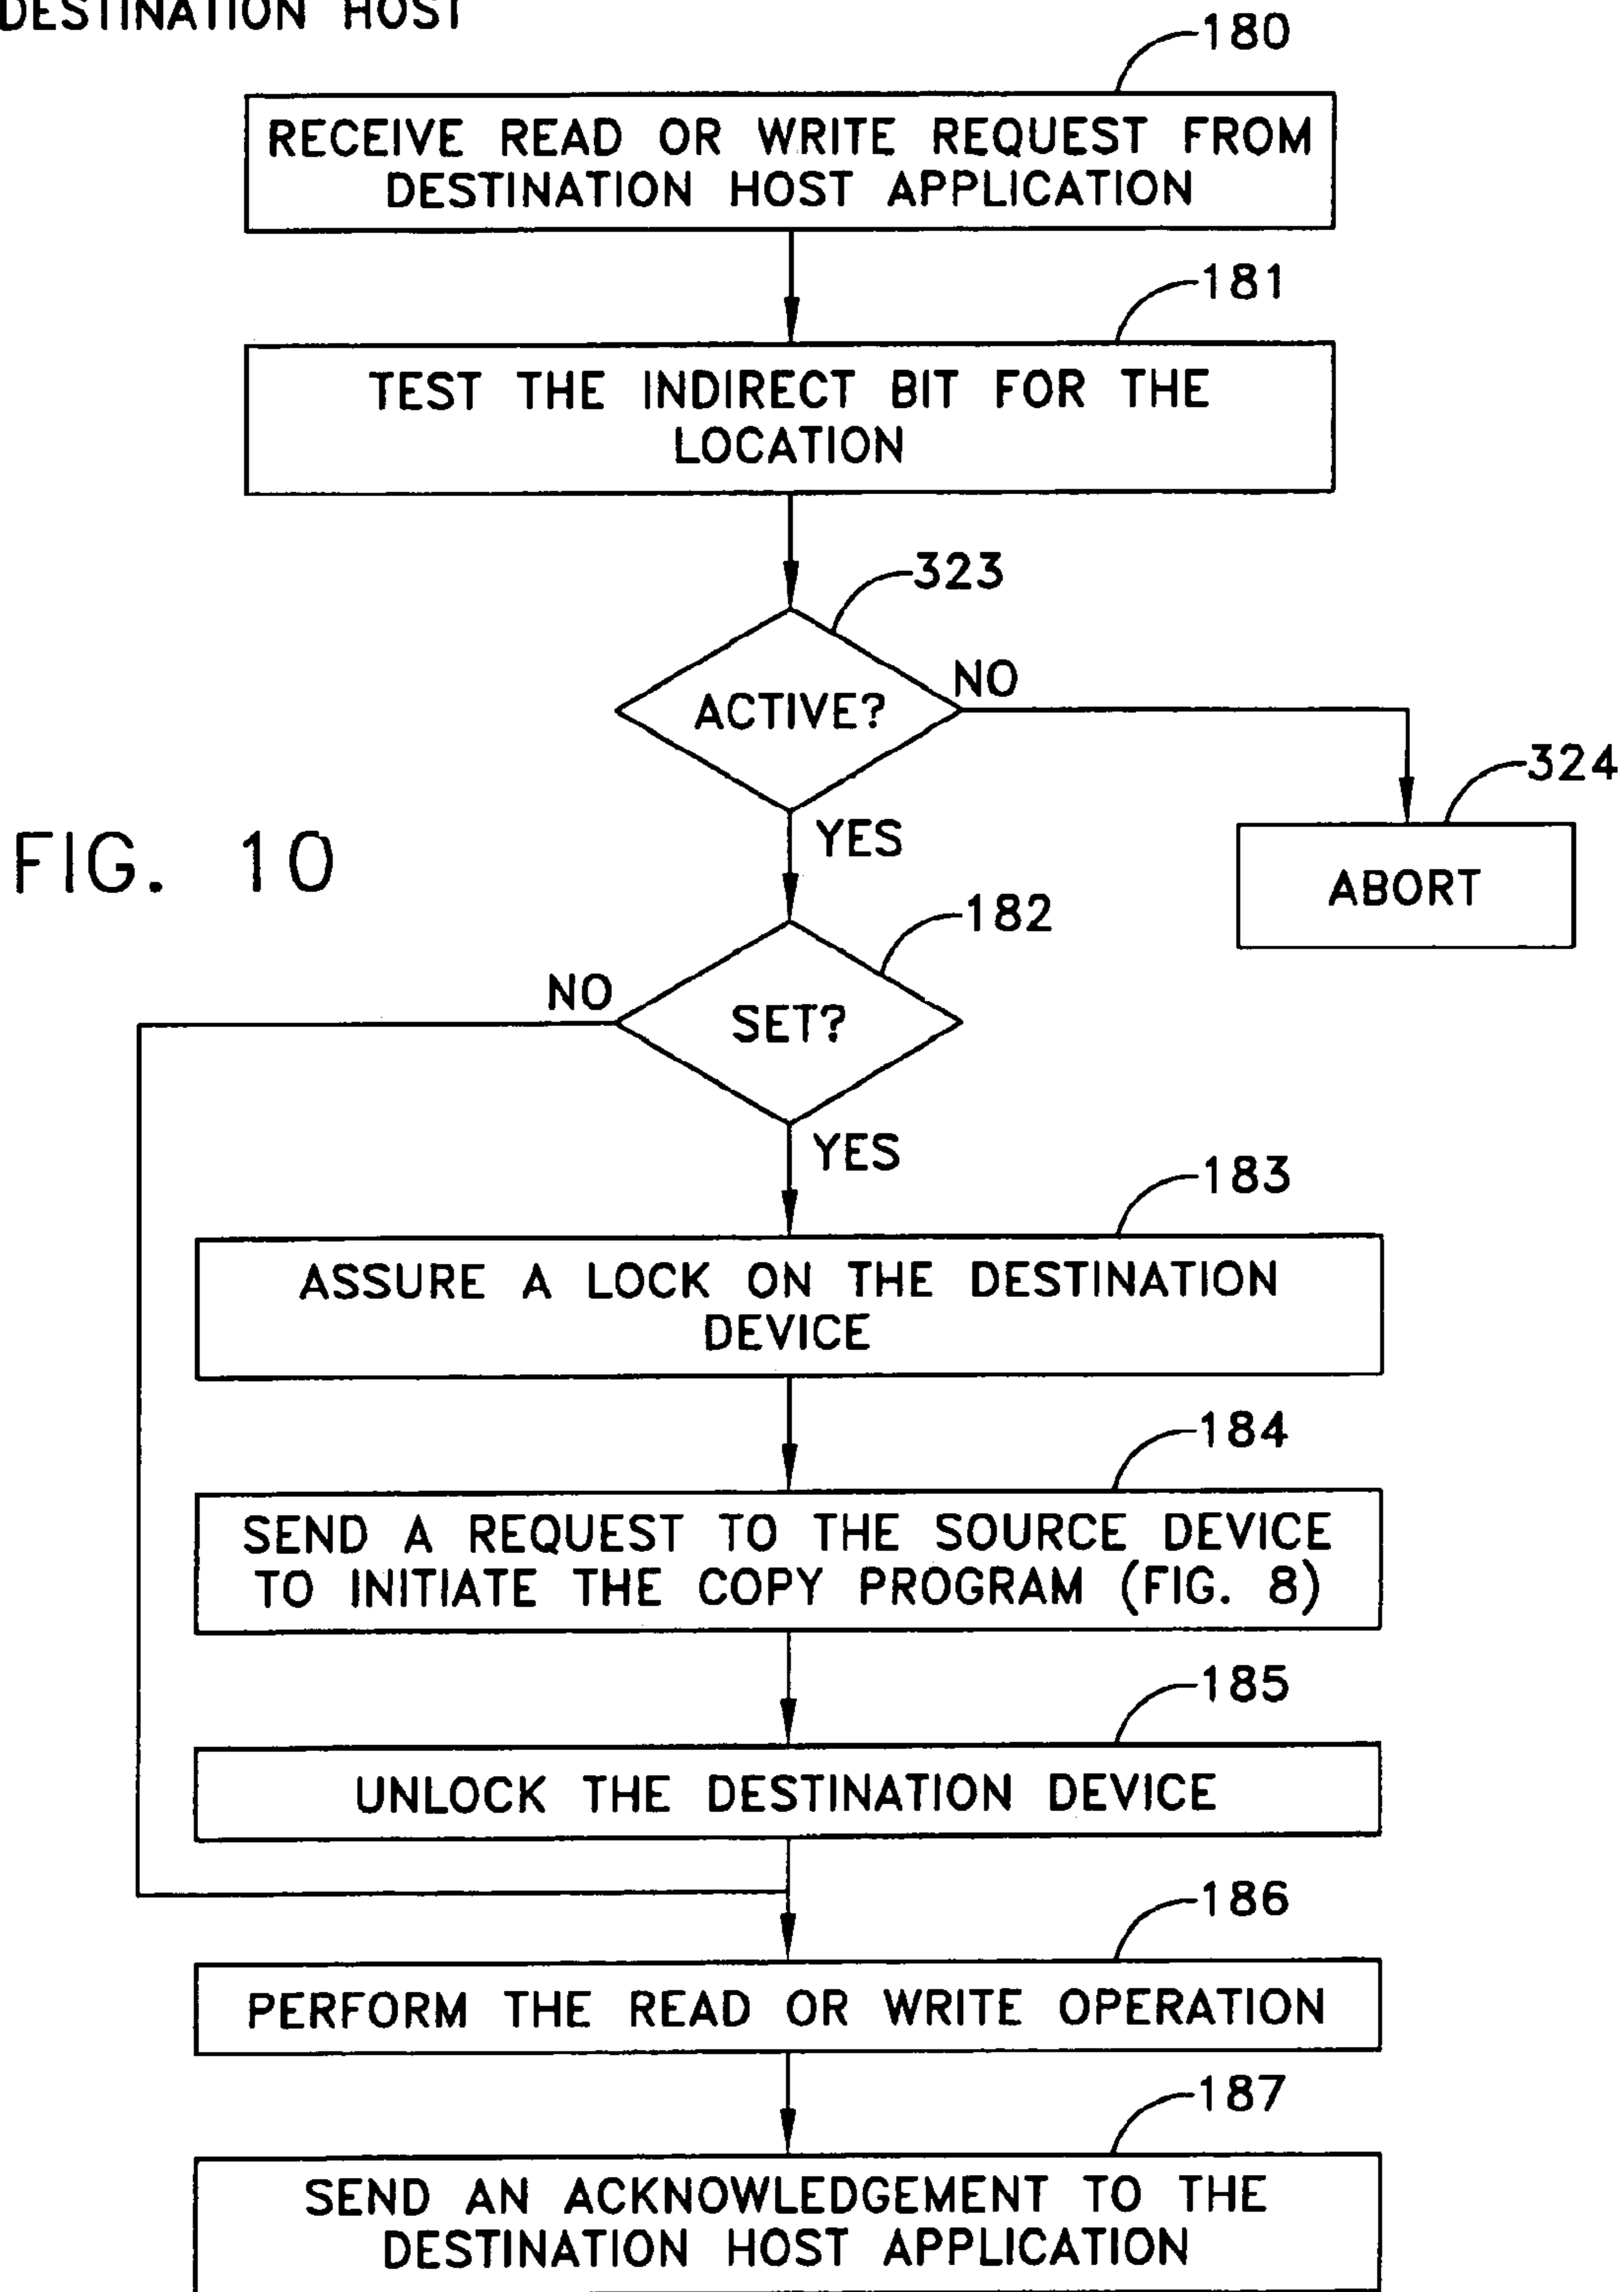 DESTINATION HOST
180
RECEIVE READ OR WRITE REQUEST FROM
DESTINATION HOST APPLICATION
181
TEST THE INDIRECT BIT FOR THE
LOCATION
323
ACTIVE?
NO
324
ABORT
YES
FIG. 10
182
NO
SET?
YES
183
ASSURE A LOCK ON THE DESTINATION
DEVICE
184
SEND A REQUEST TO THE SOURCE DEVICE
TO INITIATE THE COPY PROGRAM (FIG. 8)
185
UNLOCK THE DESTINATION DEVICE
186
PERFORM THE READ OR WRITE OPERATION
187
SEND AN ACKNOWLEDGEMENT TO THE
DESTINATION HOST APPLICATION